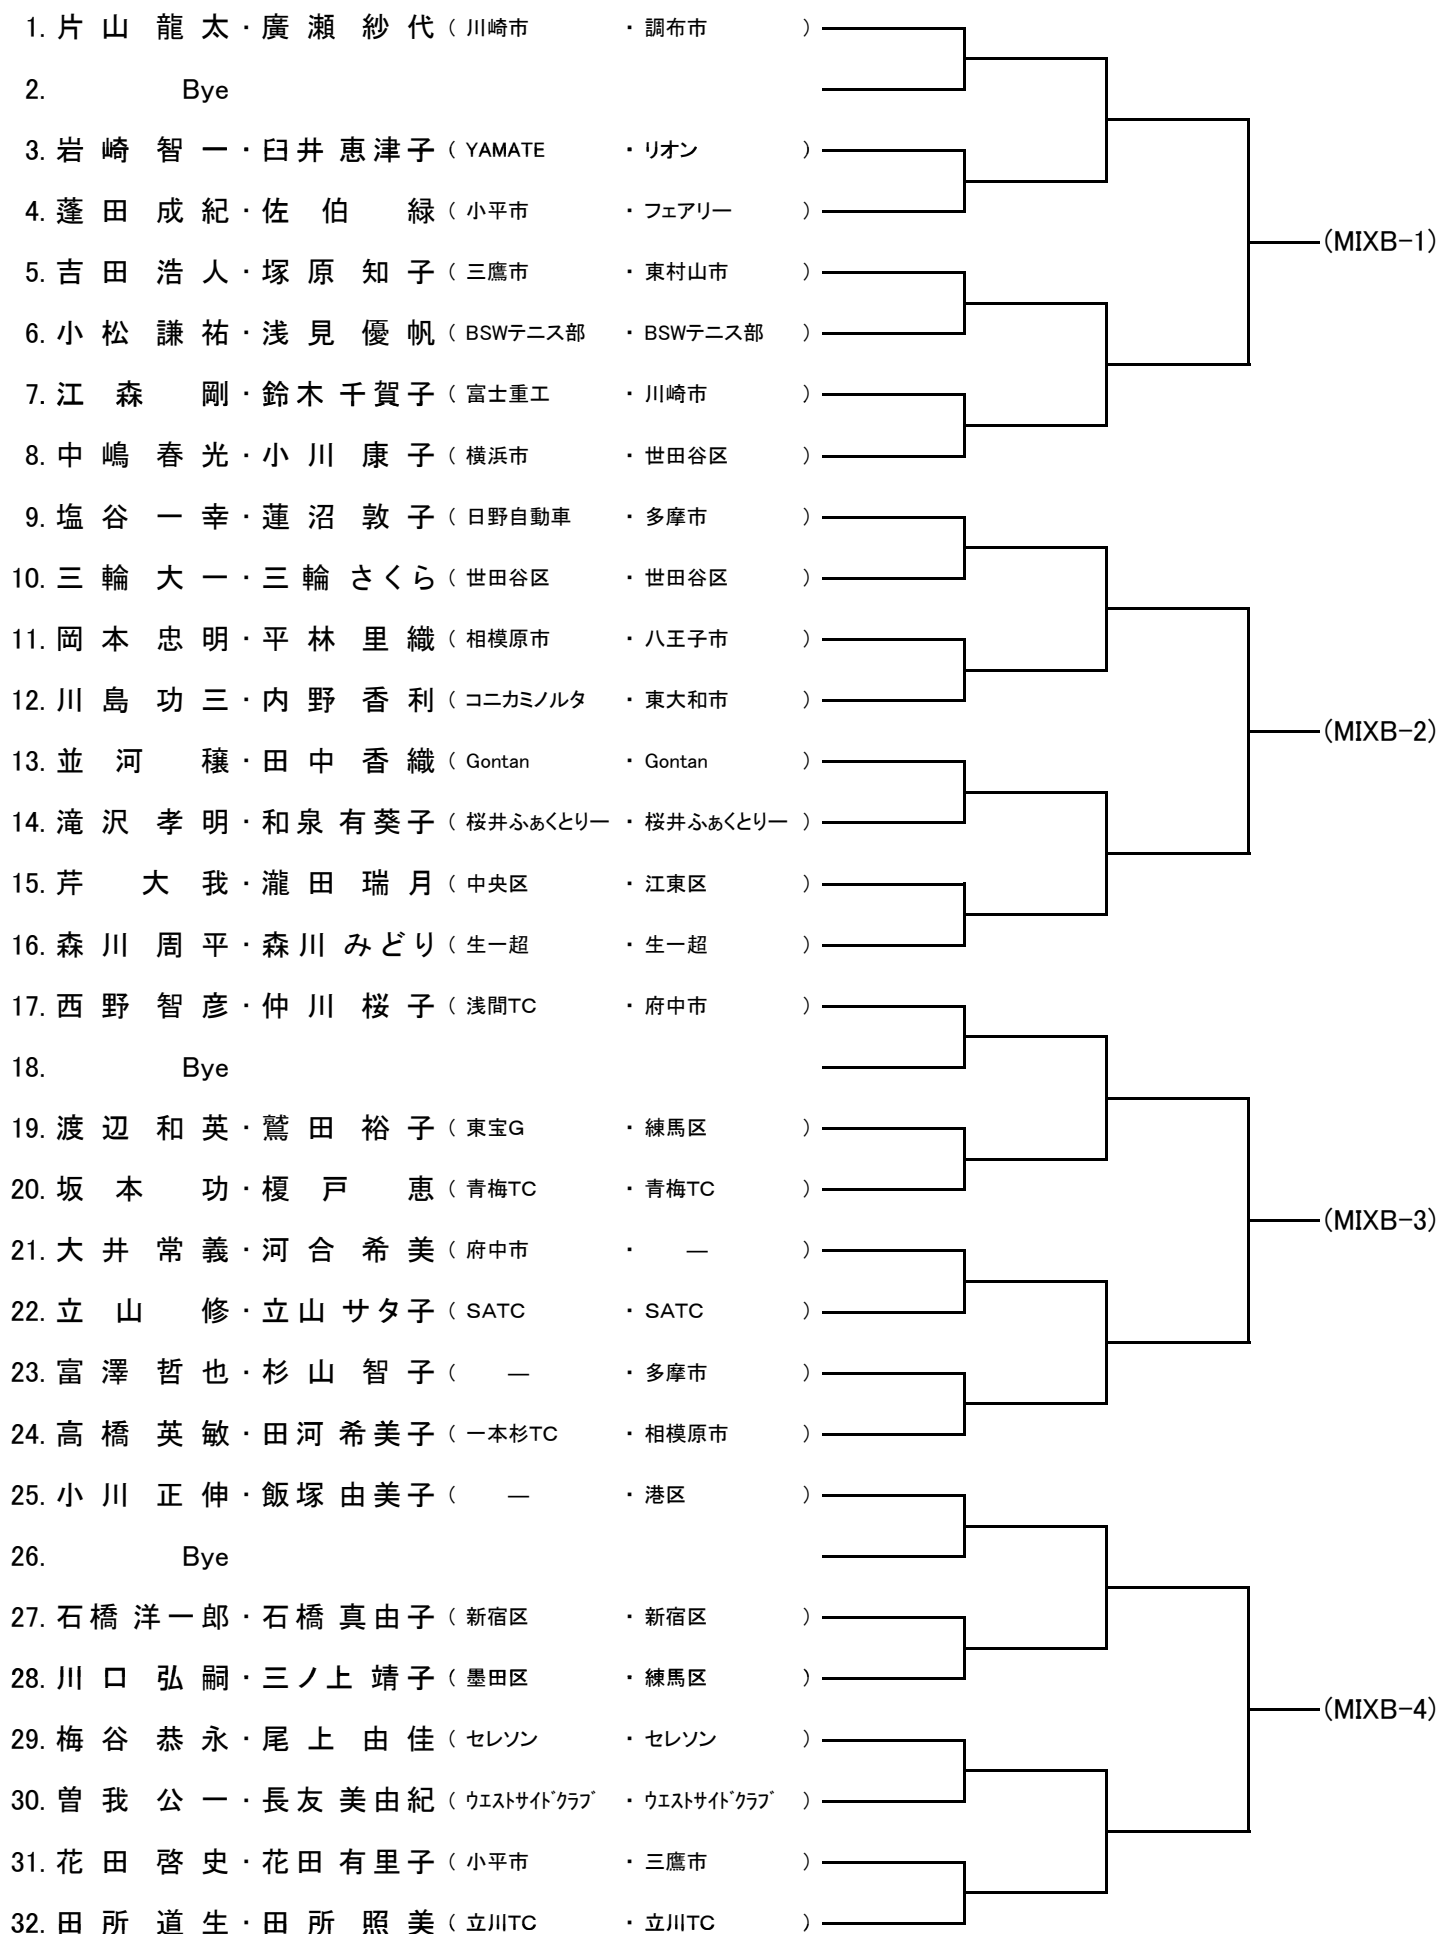 1. 片山 龍太・廣瀬 紗代 ( 川崎市 ・ 調布市 )
2. Bye
3. 岩崎 智一・臼井 恵津子 ( YAMATE ・ リオン )
4. 蓬田 成紀・佐伯 緑 ( 小平市 ・ フェアリー )
(MIXB-1)
5. 吉田 浩人・塚原 知子 ( 三鷹市 ・ 東村山市 )
6. 小松 謙祐・浅見 優帆 ( BSWテニス部 ・ BSWテニス部 )
7. 江森 剛・鈴木 千賀子 ( 富士重工 ・ 川崎市 )
8. 中嶋 春光・小川 康子 ( 横浜市 ・ 世田谷区 )
9. 塩谷 一幸・蓮沼 敦子 ( 日野自動車 ・ 多摩市 )
10. 三輪 大一・三輪 さくら ( 世田谷区 ・ 世田谷区 )
11. 岡本 忠明・平林 里織 ( 相模原市 ・ 八王子市 )
12. 川島 功三・内野 香利 ( コニカミノルタ ・ 東大和市 )
(MIXB-2)
13. 並河 穣・田中 香織 ( Gontan ・ Gontan )
14. 滝沢 孝明・和泉 有葵子 ( 桜井ふぁくとりー ・ 桜井ふぁくとりー )
15. 芹 大我・瀧田 瑞月 ( 中央区 ・ 江東区 )
16. 森川 周平・森川 みどり ( 生一超 ・ 生一超 )
17. 西野 智彦・仲川 桜子 ( 浅間TC ・ 府中市 )
18. Bye
19. 渡辺 和英・鷲田 裕子 ( 東宝G ・ 練馬区 )
20. 坂本 功・榎戸 恵 ( 青梅TC ・ 青梅TC )
(MIXB-3)
21. 大井 常義・河合 希美 ( 府中市 ・ ― )
22. 立山 修・立山 サタ子 ( SATC ・ SATC )
23. 富澤 哲也・杉山 智子 ( ― ・ 多摩市 )
24. 高橋 英敏・田河 希美子 ( 一本杉TC ・ 相模原市 )
25. 小川 正伸・飯塚 由美子 ( ― ・ 港区 )
26. Bye
27. 石橋 洋一郎・石橋 真由子 ( 新宿区 ・ 新宿区 )
28. 川口 弘嗣・三ノ上 靖子 ( 墨田区 ・ 練馬区 )
(MIXB-4)
29. 梅谷 恭永・尾上 由佳 ( セレソン ・ セレソン )
30. 曽我 公一・長友 美由紀 ( ｳｴｽﾄｻｲﾄﾞｸﾗﾌﾞ ・ ｳｴｽﾄｻｲﾄﾞｸﾗﾌﾞ )
31. 花田 啓史・花田 有里子 ( 小平市 ・ 三鷹市 )
32. 田所 道生・田所 照美 ( 立川TC ・ 立川TC )